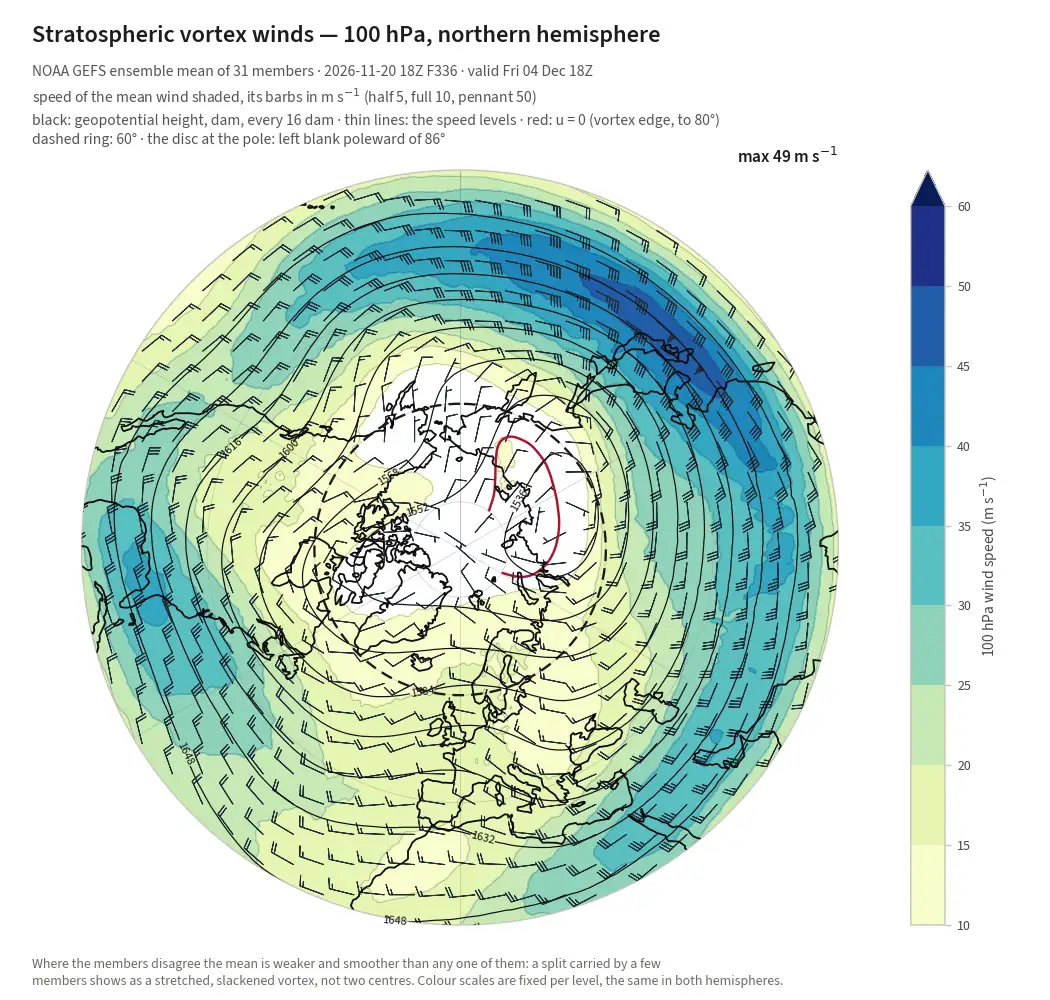 Stratospheric vortex winds — 100 hPa, northern hemisphere
NOAA GEFS ensemble mean of 31 members · 2026-11-20 18Z F336 · valid Fri 04 Dec 18Z
speed of the mean wind shaded, its barbs in m s⁻¹ (half 5, full 10, pennant 50)
black: geopotential height, dam, every 16 dam · thin lines: the speed levels · red: u = 0 (vortex edge, to 80°)
dashed ring: 60° · the disc at the pole: left blank poleward of 86°
max 49 m s⁻¹
60
50
45
40
35
30
25
20
15
10
100 hPa wind speed (m s⁻¹)
1616
1600
1568
1552
1536
1584
1648
1632
1648
Where the members disagree the mean is weaker and smoother than any one of them: a split carried by a few
members shows as a stretched, slackened vortex, not two centres. Colour scales are fixed per level, the same in both hemispheres.